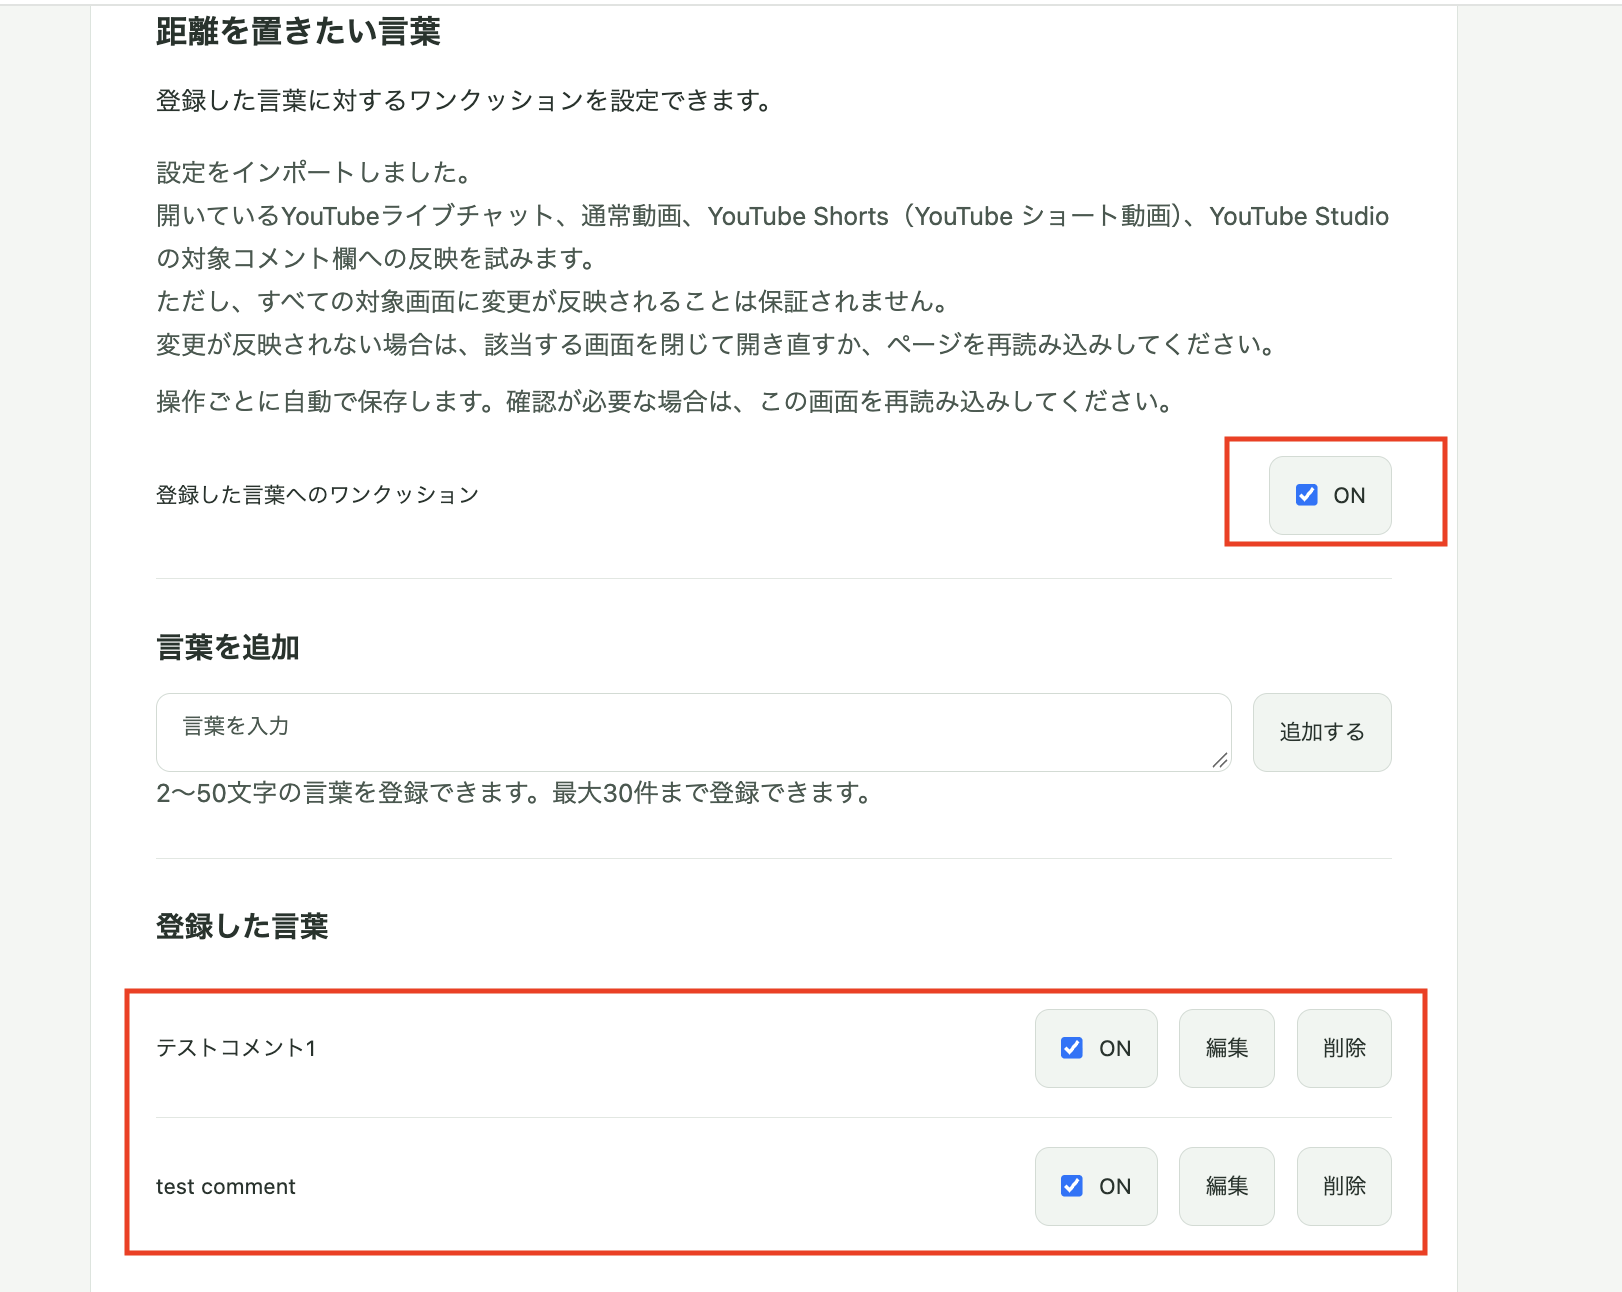 距離を置きたい言葉
登録した言葉に対するワンクッションを設定できます。
設定をインポートしました。
開いているYouTubeライブチャット、通常動画、YouTube Shorts（YouTube ショート動画）、YouTube Studio
の対象コメント欄への反映を試みます。
ただし、すべての対象画面に変更が反映されることは保証されません。
変更が反映されない場合は、該当する画面を閉じて開き直すか、ページを再読み込みしてください。
操作ごとに自動で保存します。確認が必要な場合は、この画面を再読み込みしてください。
登録した言葉へのワンクッション ON
言葉を追加
言葉を入力 追加する
2〜50文字の言葉を登録できます。最大30件まで登録できます。
登録した言葉
テストコメント1 ON 編集 削除
test comment ON 編集 削除